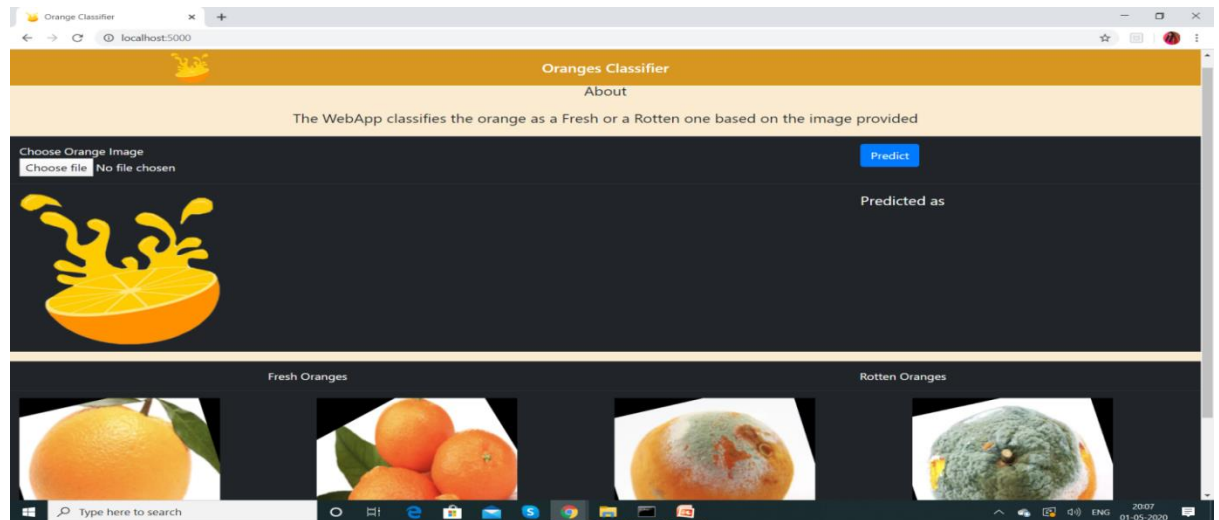 Orange Classifier
localhost:5000
Oranges Classifier
About
The WebApp classifies the orange as a Fresh or a Rotten one based on the image provided
Choose Orange Image
Choose file No file chosen
Predict
Predicted as
Fresh Oranges
Rotten Oranges
Type here to search
ENG
20:07
01-05-2020